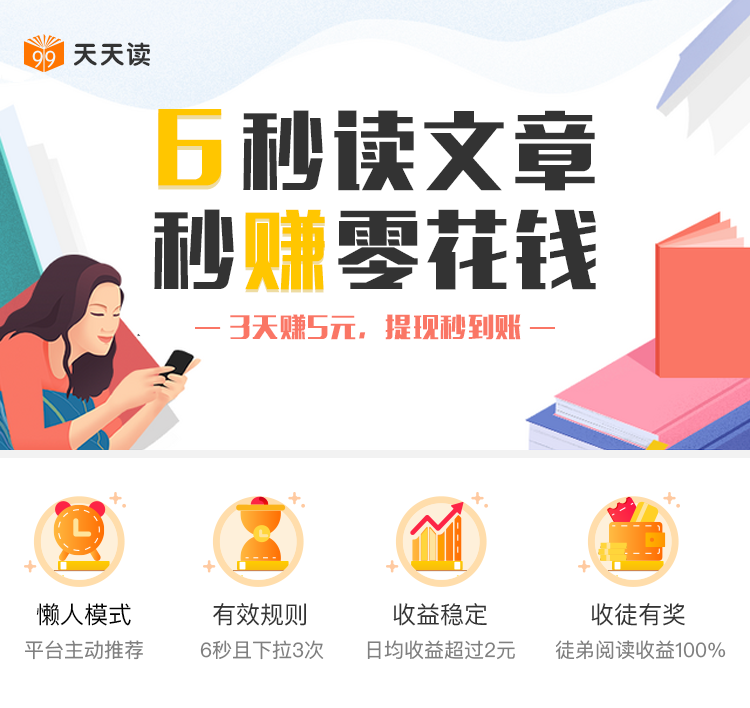 99 天天读
6秒读文章
秒赚零花钱
— 3天赚5元，提现秒到账 —
懒人模式
平台主动推荐
有效规则
6秒且下拉3次
收益稳定
日均收益超过2元
收徒有奖
徒弟阅读收益100%